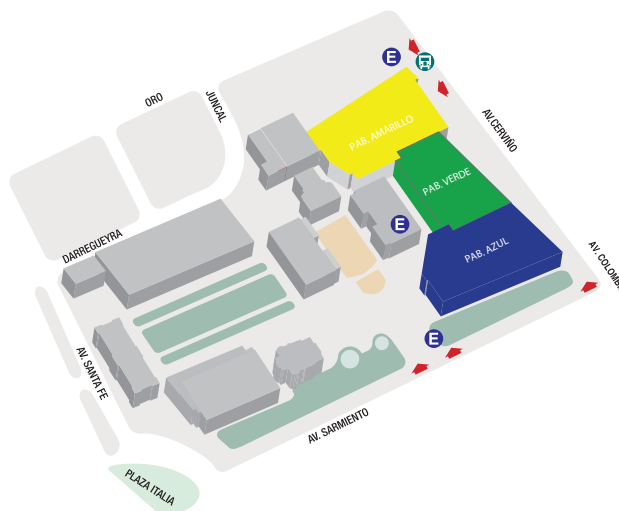 E
ORO
JUNCAL
AV.CERVIÑO
PAB. AMARILLO
PAB. VERDE
E
DARREGUEYRA
PAB. AZUL
AV. COLOMB
E
AV. SANTA FE
AV. SARMIENTO
PLAZA ITALIA